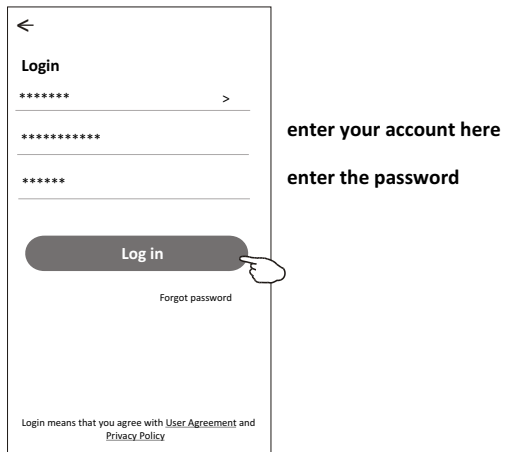 Login
******* >
***********
enter your account here
******
enter the password
Log in
Forgot password
Login means that you agree with User Agreement and
Privacy Policy